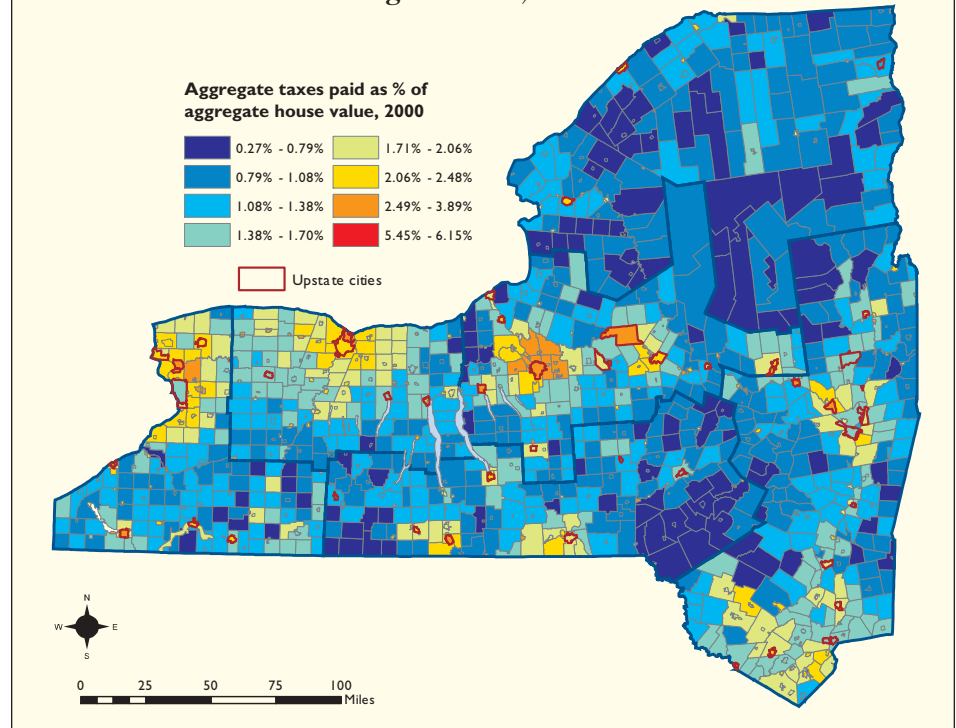 Aggregate taxes paid as % of
aggregate house value, 2000
0.27% - 0.79%
0.79% - 1.08%
1.08% - 1.38%
1.38% - 1.70%
1.71% - 2.06%
2.06% - 2.48%
2.49% - 3.89%
5.45% - 6.15%
Upstate cities
N
W E
S
0 25 50 75 100
Miles